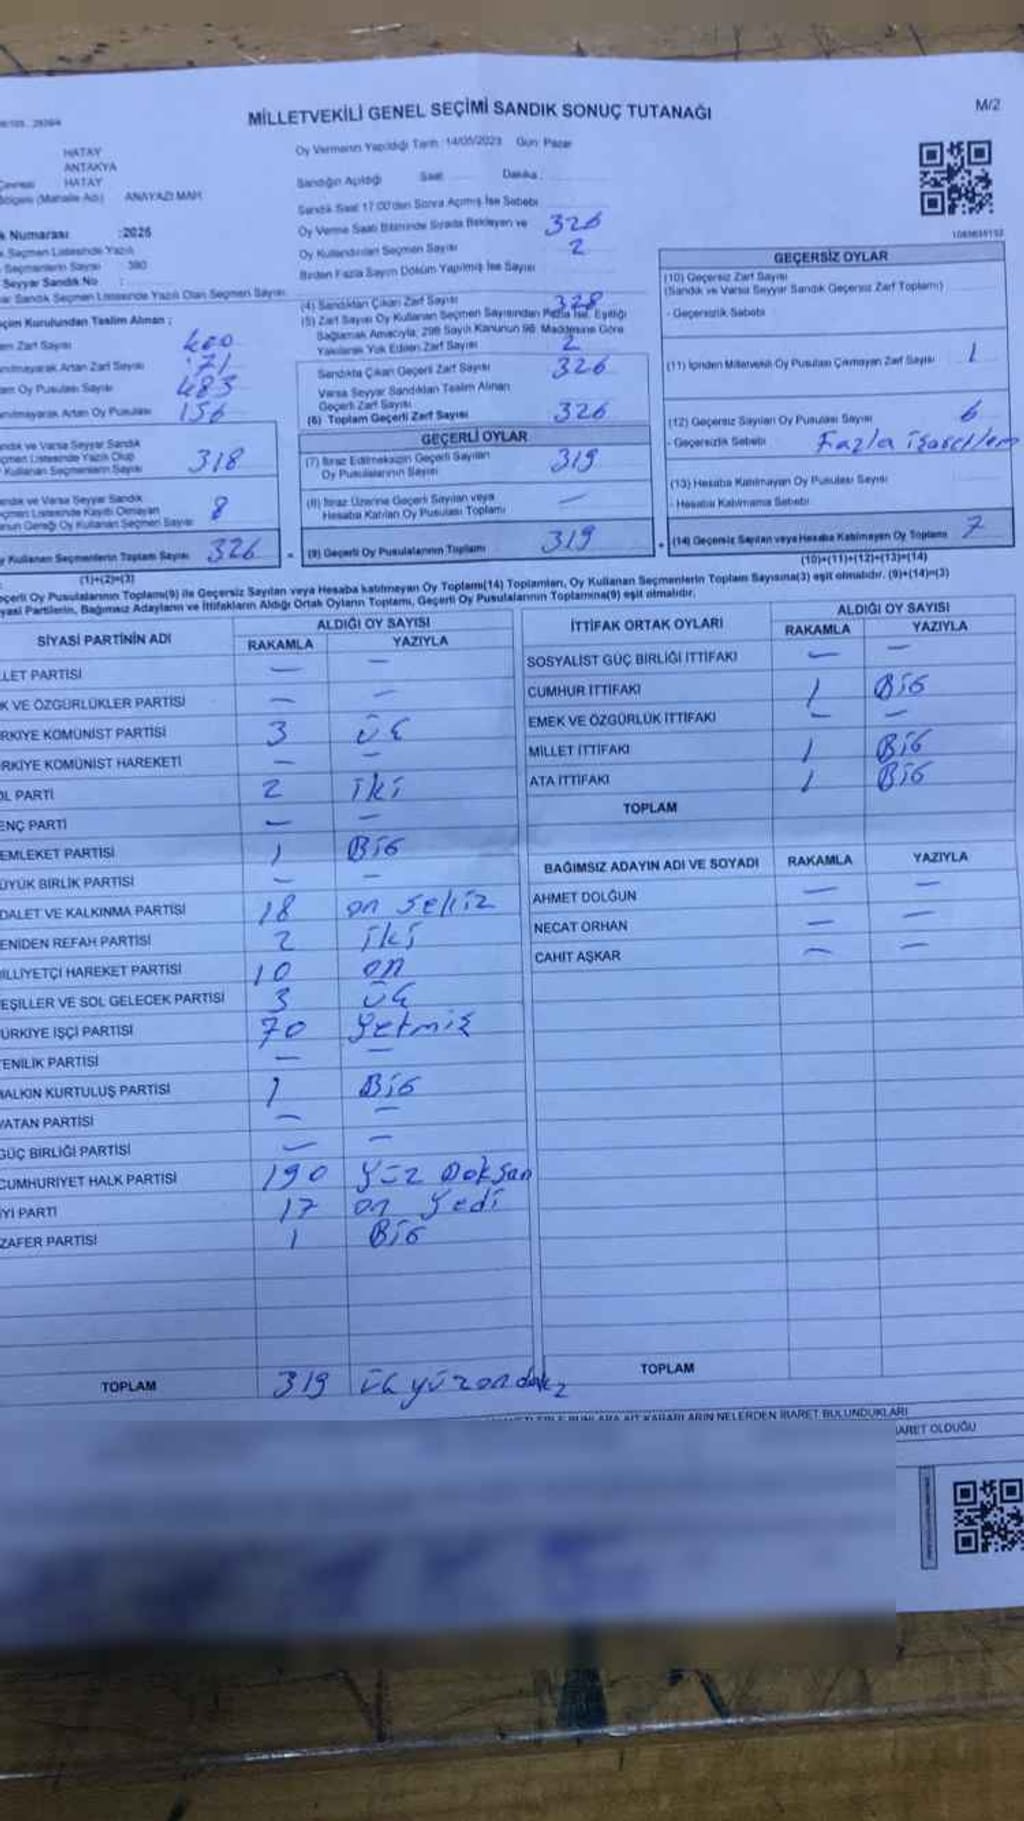 MİLLETVEKİLİ GENEL SEÇİMİ SANDIK SONUÇ TUTANAĞI
M/2
HATAY
ANTAKYA
HATAY
(Mahalle Adı) ANAYAZI MAH
Oy Vermenin Yapıldığı Tarih :14/05/2023 Gün: Pazar
Sandığın Açıldığı Saat Dakika :
Sandık Saat 17:00'den Sonra Açılmış İse Sebebi
Oy Verme Saati Bitiminde Sırada Bekleyen ve
Oy Kullandırılan Seçmen Sayısı
326
2
Birden Fazla Sayım Döküm Yapılmış İse Sayısı
Numarası :2026
Seçmen Listesinde Yazılı
Seçmenlerin Sayısı : 380
Seyyar Sandık No :
Sandık Seçmen Listesinde Yazılı Olan Seçmen Sayısı
Kurulundan Teslim Alınan :
Zarf Sayısı 400
Artan Zarf Sayısı 71
Oy Pusulası Sayısı 485
Artan Oy Pusulası 156
ve Varsa Seyyar Sandık
Listesinde Yazılı Olup
Kullanan Seçmenlerin Sayısı 318
ve Varsa Seyyar Sandık
Listesinde Kaydı Olmayan
Gereği Oy Kullanan Seçmen Sayısı 8
Kullanan Seçmenlerin Toplam Sayısı 326
(1)+(2)=(3)
(4) Sandıktan Çıkan Zarf Sayısı 328
(5) Zarf Sayısı Oy Kullanan Seçmen Sayısından Fazla İse, Eşitliği
Sağlamak Amacıyla, 298 Sayılı Kanunun 98. Maddesine Göre
Yakılarak Yok Edilen Zarf Sayısı 2
Sandıkta Çıkan Geçerli Zarf Sayısı 326
Varsa Seyyar Sandıktan Teslim Alınan
Geçerli Zarf Sayısı
(6) Toplam Geçerli Zarf Sayısı 326
GEÇERLİ OYLAR
(7) İtiraz Edilmeksizin Geçerli Sayılan
Oy Pusulalarının Sayısı 319
(8) İtiraz Üzerine Geçerli Sayılan veya
Hesaba Katılan Oy Pusulası Toplamı —
(9) Geçerli Oy Pusulalarının Toplamı 319
GEÇERSİZ OYLAR
(10) Geçersiz Zarf Sayısı
(Sandık ve Varsa Seyyar Sandık Geçersiz Zarf Toplamı)
- Geçersizlik Sebebi
(11) İçinden Milletvekili Oy Pusulası Çıkmayan Zarf Sayısı 1
(12) Geçersiz Sayılan Oy Pusulası Sayısı 6
- Geçersizlik Sebebi Fazla işaretlem
(13) Hesaba Katılmayan Oy Pusulası Sayısı
- Hesaba Katılmama Sebebi
(14) Geçersiz Sayılan veya Hesaba Katılmayan Oy Toplamı 7
(10)+(11)+(12)+(13)=(14)
Oy Pusulalarının Toplamı(9) ile Geçersiz Sayılan veya Hesaba katılmayan Oy Toplamı(14) Toplamları, Oy Kullanan Seçmenlerin Toplam Sayısına(3) eşit olmalıdır. (9)+(14)=(3)
Partilerin, Bağımsız Adayların ve İttifakların Aldığı Ortak Oyların Toplamı, Geçerli Oy Pusulalarının Toplamına(9) eşit olmalıdır.
SİYASİ PARTİNİN ADI
ALDIĞI OY SAYISI
RAKAMLA YAZIYLA
LET PARTİSİ — —
K VE ÖZGÜRLÜKLER PARTİSİ — —
RKİYE KOMÜNİST PARTİSİ 3 ÜÇ
RKİYE KOMÜNİST HAREKETİ — —
OL PARTİ 2 iki
ENÇ PARTİ — —
EMLEKET PARTİSİ 1 Bir
ÜYÜK BİRLİK PARTİSİ — —
DALET VE KALKINMA PARTİSİ 18 on sekiz
ENİDEN REFAH PARTİSİ 2 iki
İLLİYETÇİ HAREKET PARTİSİ 10 on
EŞİLLER VE SOL GELECEK PARTİSİ 3 üç
ÜRKİYE İŞÇİ PARTİSİ 70 Yetmiş
ENİLİK PARTİSİ — —
HALKIN KURTULUŞ PARTİSİ 1 Bir
VATAN PARTİSİ — —
GÜÇ BİRLİĞİ PARTİSİ — —
CUMHURİYET HALK PARTİSİ 190 Yüz Doksan
İYİ PARTİ 17 on Yedi
ZAFER PARTİSİ 1 Bir
TOPLAM 319 üçyüzondokz
İTTİFAK ORTAK OYLARI
ALDIĞI OY SAYISI
RAKAMLA YAZIYLA
SOSYALİST GÜÇ BİRLİĞİ İTTİFAKI — —
CUMHUR İTTİFAKI 1 Bir
EMEK VE ÖZGÜRLÜK İTTİFAKI — —
MİLLET İTTİFAKI 1 Bir
ATA İTTİFAKI 1 Bir
TOPLAM
BAĞIMSIZ ADAYIN ADI VE SOYADI RAKAMLA YAZIYLA
AHMET DOLĞUN — —
NECAT ORHAN — —
CAHİT AŞKAR — —
TOPLAM
KARARLARIN NELERDEN İBARET BULUNDUKLARI
İBARET OLDUĞU